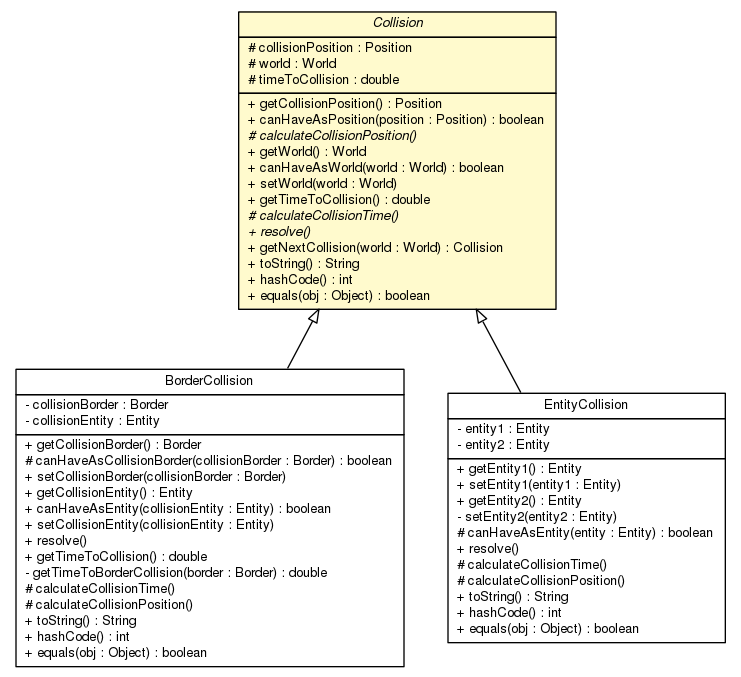 Collision
# collisionPosition : Position
# world : World
# timeToCollision : double
+ getCollisionPosition() : Position
+ canHaveAsPosition(position : Position) : boolean
# calculateCollisionPosition()
+ getWorld() : World
+ canHaveAsWorld(world : World) : boolean
+ setWorld(world : World)
+ getTimeToCollision() : double
# calculateCollisionTime()
+ resolve()
+ getNextCollision(world : World) : Collision
+ toString() : String
+ hashCode() : int
+ equals(obj : Object) : boolean
BorderCollision
- collisionBorder : Border
- collisionEntity : Entity
+ getCollisionBorder() : Border
# canHaveAsCollisionBorder(collisionBorder : Border) : boolean
+ setCollisionBorder(collisionBorder : Border)
+ getCollisionEntity() : Entity
+ canHaveAsEntity(collisionEntity : Entity) : boolean
+ setCollisionEntity(collisionEntity : Entity)
+ resolve()
+ getTimeToCollision() : double
- getTimeToBorderCollision(border : Border) : double
# calculateCollisionTime()
# calculateCollisionPosition()
+ toString() : String
+ hashCode() : int
+ equals(obj : Object) : boolean
EntityCollision
- entity1 : Entity
- entity2 : Entity
+ getEntity1() : Entity
+ setEntity1(entity1 : Entity)
+ getEntity2() : Entity
- setEntity2(entity2 : Entity)
# canHaveAsEntity(entity : Entity) : boolean
+ resolve()
# calculateCollisionTime()
# calculateCollisionPosition()
+ toString() : String
+ hashCode() : int
+ equals(obj : Object) : boolean